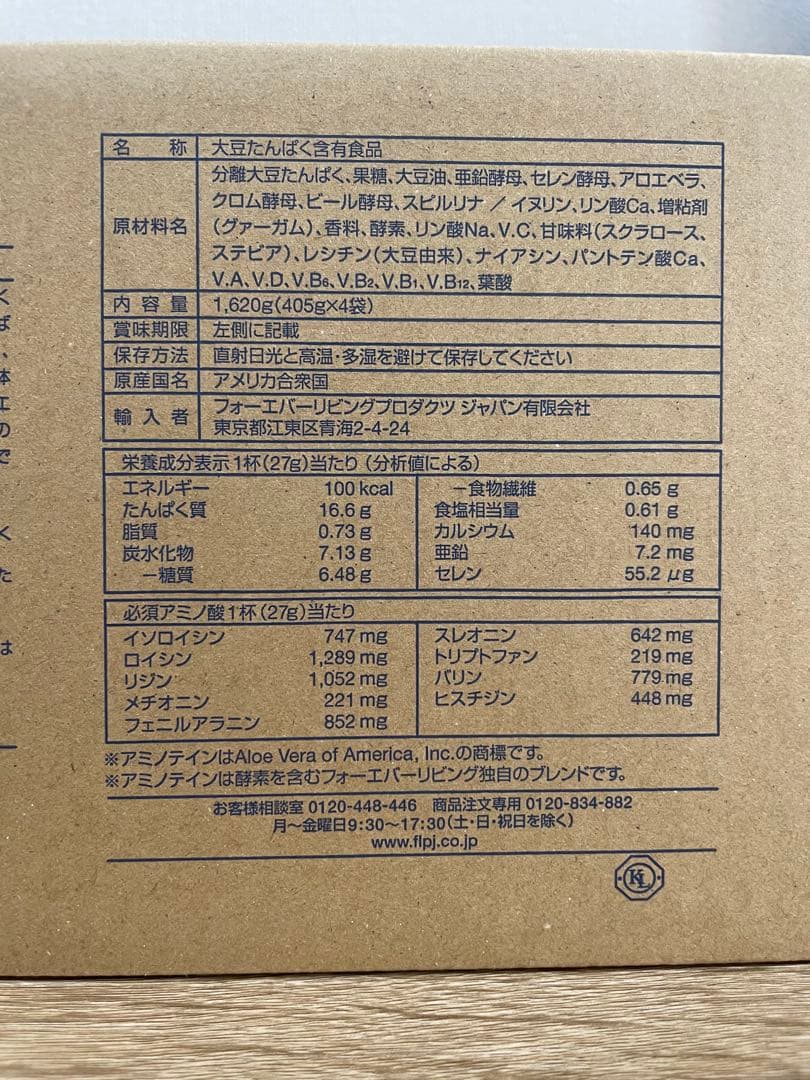 名称 大豆たんぱく含有食品
原材料名 分離大豆たんぱく、果糖、大豆油、亜鉛酵母、セレン酵母、アロエベラ、
クロム酵母、ビール酵母、スピルリナ／イヌリン、リン酸Ca、増粘剤
(グァーガム)、香料、酵素、リン酸Na、V.C、甘味料(スクラロース、
ステビア)、レシチン(大豆由来)、ナイアシン、パントテン酸Ca、
V.A、V.D、V.B6、V.B2、V.B1、V.B12、葉酸
内容量 1,620g(405g×4袋)
賞味期限 左側に記載
保存方法 直射日光と高温・多湿を避けて保存してください
原産国名 アメリカ合衆国
輸入者 フォーエバーリビングプロダクツ ジャパン有限会社
東京都江東区青海2-4-24
栄養成分表示1杯(27g)当たり (分析値による)
エネルギー 100 kcal
たんぱく質 16.6 g
脂質 0.73 g
炭水化物 7.13 g
－糖質 6.48 g
－食物繊維 0.65 g
食塩相当量 0.61 g
カルシウム 140 mg
亜鉛 7.2 mg
セレン 55.2 μg
必須アミノ酸1杯(27g)当たり
イソロイシン 747 mg
ロイシン 1,289 mg
リジン 1,052 mg
メチオニン 221 mg
フェニルアラニン 852 mg
スレオニン 642 mg
トリプトファン 219 mg
バリン 779 mg
ヒスチジン 448 mg
※アミノテインはAloe Vera of America, Inc.の商標です。
※アミノテインは酵素を含むフォーエバーリビング独自のブレンドです。
お客様相談室 0120-448-446 商品注文専用 0120-834-882
月～金曜日9:30～17:30(土・日・祝日を除く)
www.flpj.co.jp
KL